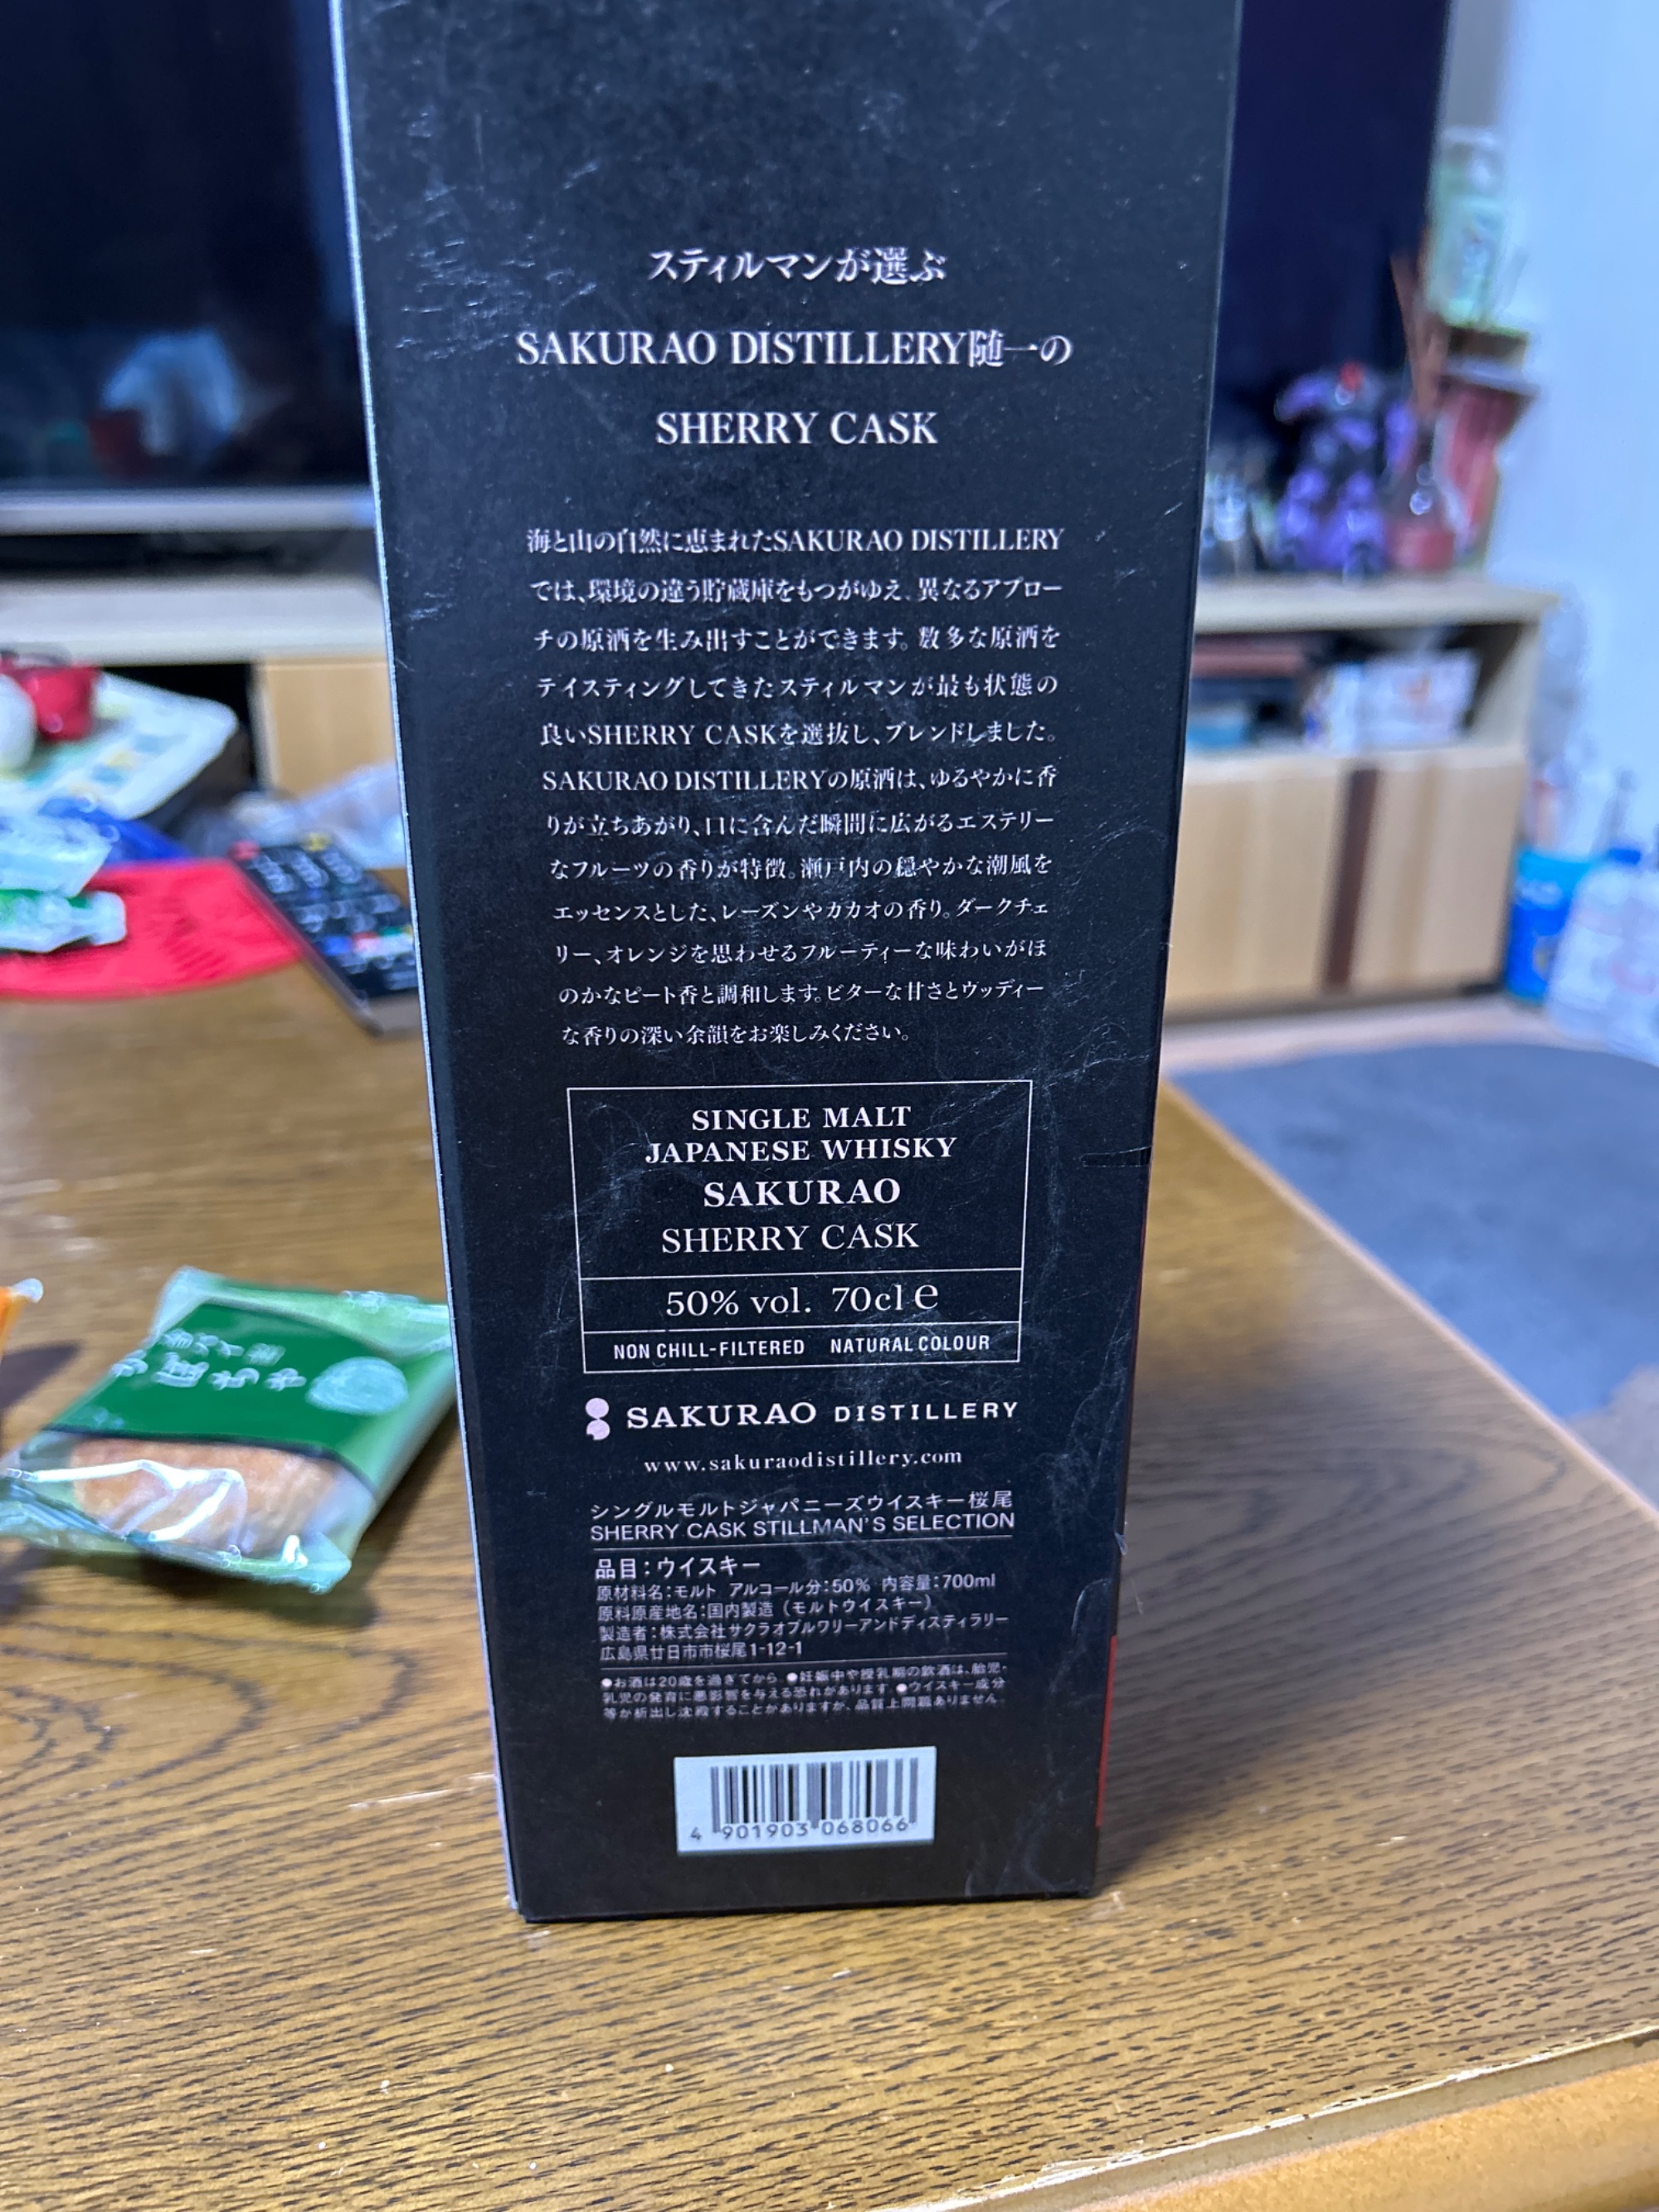 スティルマンが選ぶ
SAKURAO DISTILLERY随一の
SHERRY CASK
海と山の自然に恵まれたSAKURAO DISTILLERY
では、環境の違う貯蔵庫をもつがゆえ、異なるアプロー
チの原酒を生み出すことができます。数多な原酒を
テイスティングしてきたスティルマンが最も状態の
良いSHERRY CASKを選抜し、ブレンドしました。
SAKURAO DISTILLERYの原酒は、ゆるやかに香
りが立ちあがり、口に含んだ瞬間に広がるエステリー
なフルーツの香りが特徴。瀬戸内の穏やかな潮風を
エッセンスとした、レーズンやカカオの香り。ダークチェ
リー、オレンジを思わせるフルーティーな味わいがほ
のかなピート香と調和します。ビターな甘さとウッディー
な香りの深い余韻をお楽しみください。
SINGLE MALT
JAPANESE WHISKY
SAKURAO
SHERRY CASK
50% vol. 70cl e
NON CHILL-FILTERED NATURAL COLOUR
SAKURAO DISTILLERY
www.sakuraodistillery.com
シングルモルトジャパニーズウイスキー桜尾
SHERRY CASK STILLMAN'S SELECTION
品目：ウイスキー
原材料名：モルト アルコール分：50% 内容量：700ml
原料原産地名：国内製造（モルトウイスキー）
製造者：株式会社サクラオブルワリーアンドディスティラリー
広島県廿日市市桜尾1-12-1
●お酒は20歳を過ぎてから。●妊娠中や授乳期の飲酒は、胎児・
乳児の発育に悪影響を与える恐れがあります。●ウイスキー成分
等が析出し沈殿することがありますが、品質上問題ありません。
4 901903 068066